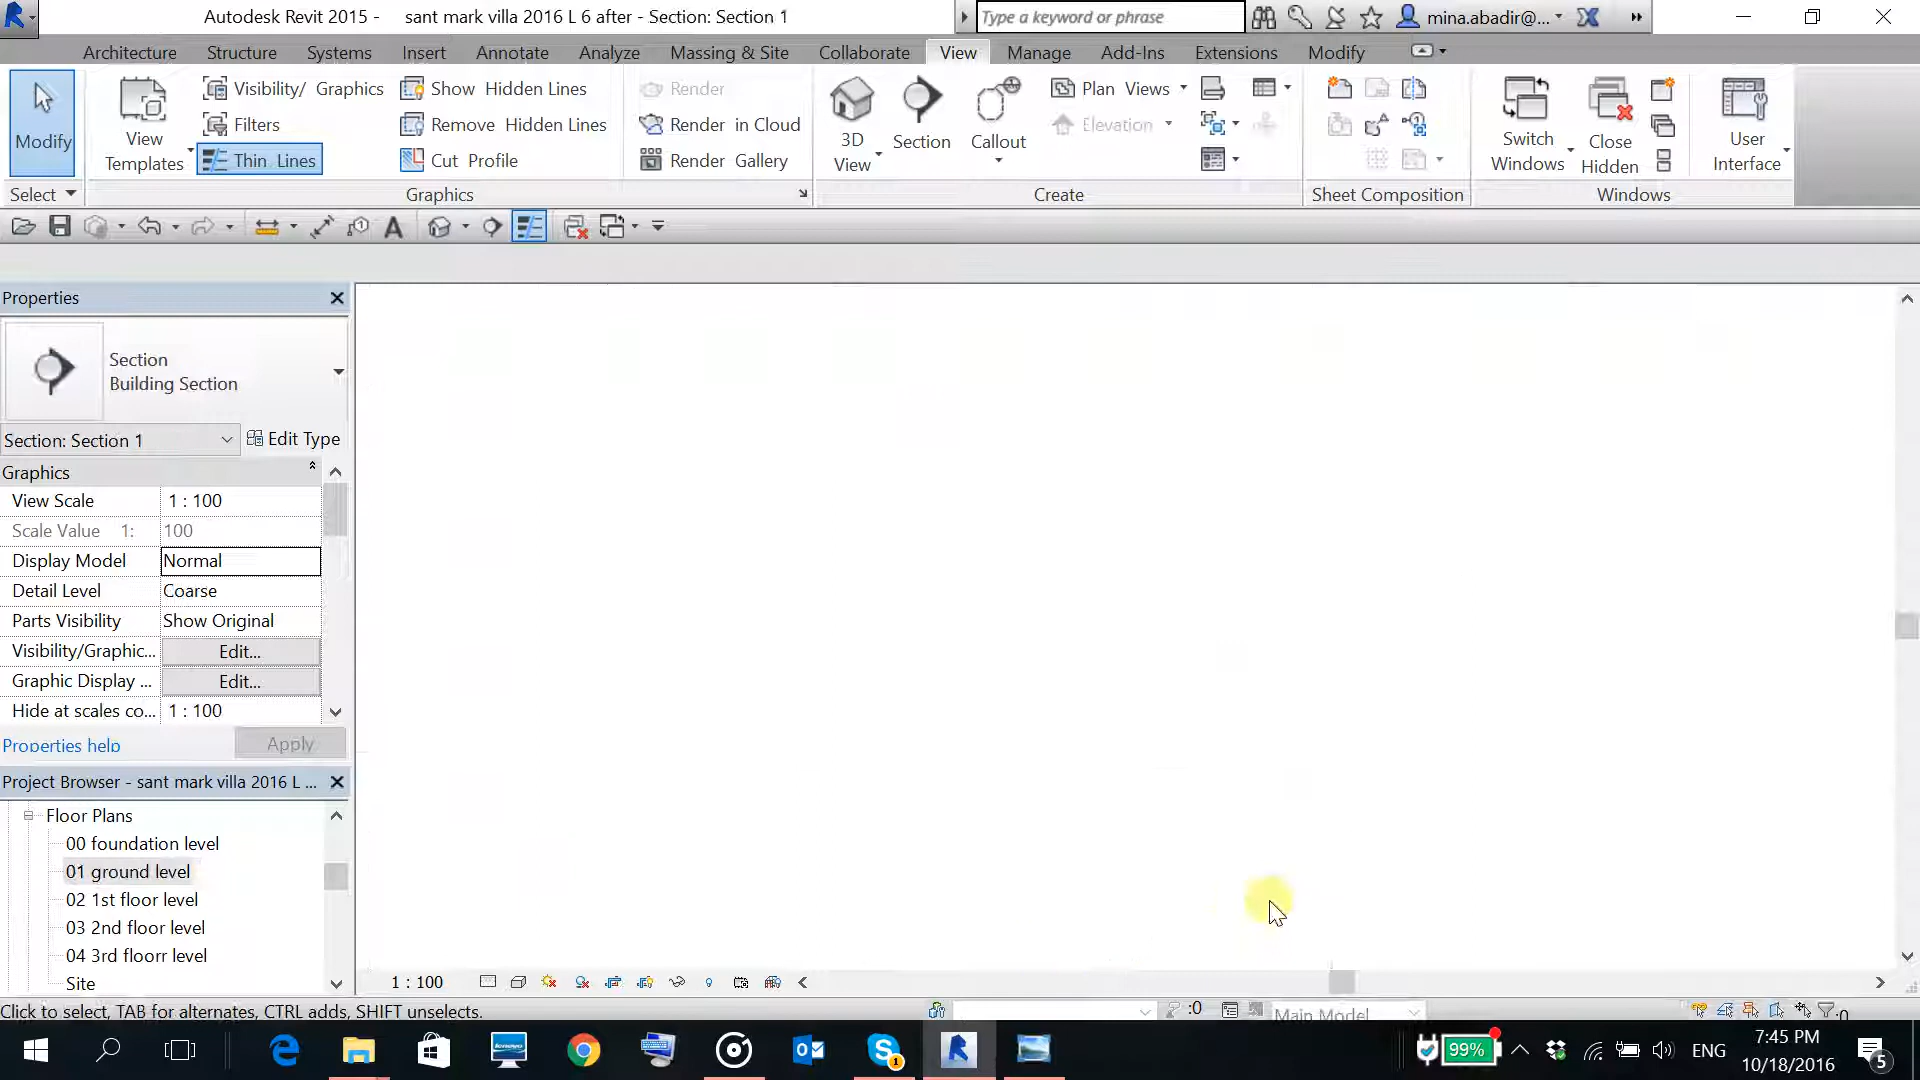 Autodesk Revit 2015 - sant mark villa 2016 L 6 after - Section: Section 1
Type a keyword or phrase
mina.abadir@...
Architecture Structure Systems Insert Annotate Analyze Massing & Site Collaborate View Manage Add-Ins Extensions Modify
Modify
View Templates
Visibility/ Graphics
Filters
Thin Lines
Show Hidden Lines
Remove Hidden Lines
Cut Profile
Render
Render in Cloud
Render Gallery
3D View
Section
Callout
Plan Views
Elevation
Switch Windows
Close Hidden
User Interface
Select
Graphics
Create
Sheet Composition
Windows
A
Properties
Section
Building Section
Section: Section 1
Edit Type
Graphics
View Scale 1 : 100
Scale Value 1: 100
Display Model Normal
Detail Level Coarse
Parts Visibility Show Original
Visibility/Graphic... Edit...
Graphic Display ... Edit...
Hide at scales co... 1 : 100
Properties help
Apply
Project Browser - sant mark villa 2016 L ...
Floor Plans
00 foundation level
01 ground level
02 1st floor level
03 2nd floor level
04 3rd floorr level
Site
1 : 100
Click to select, TAB for alternates, CTRL adds, SHIFT unselects.
:0
Main Model
:0
lenovo
1
99%
ENG
7:45 PM
10/18/2016
5